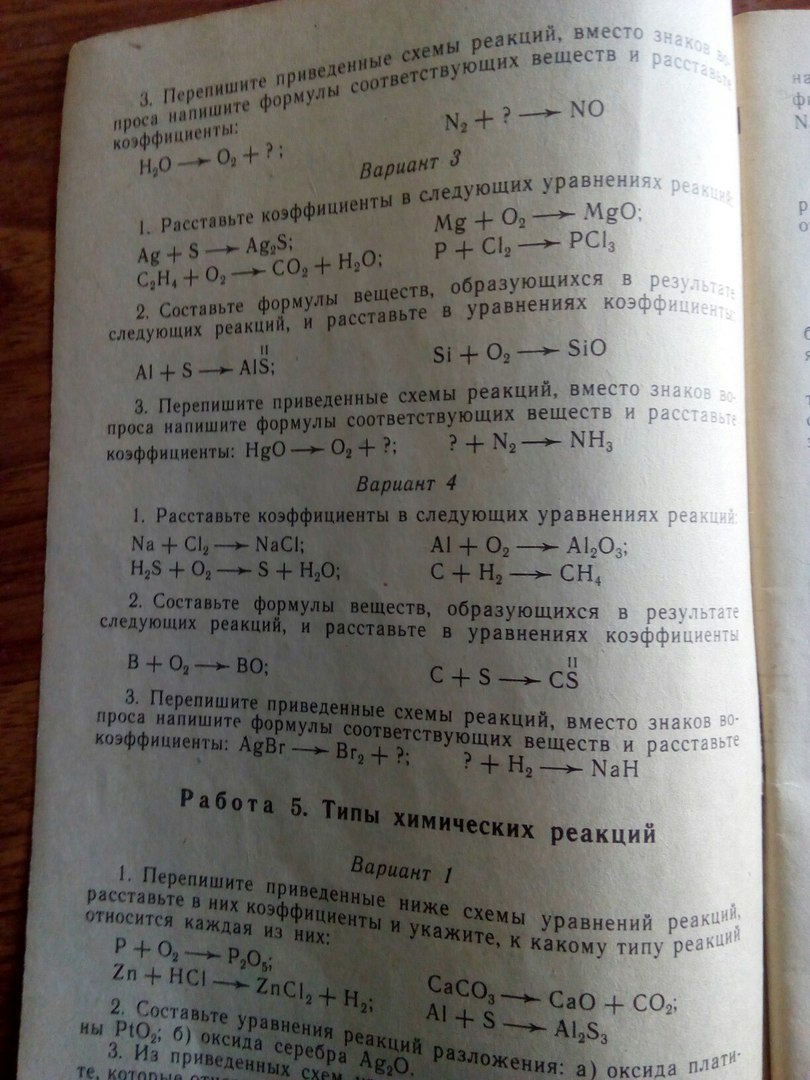 3. Перепишите приведенные схемы реакций, вместо знаков во-
проса напишите формулы соответствующих веществ и расставьте
коэффициенты:
H₂O → O₂ + ?; N₂ + ? → NO
Вариант 3
1. Расставьте коэффициенты в следующих уравнениях реакций:
Ag + S → Ag₂S; Mg + O₂ → MgO;
C₂H₄ + O₂ → CO₂ + H₂O; P + Cl₂ → PCl₃
2. Составьте формулы веществ, образующихся в результате
следующих реакций, и расставьте в уравнениях коэффициенты:
II
Al + S → AlS; Si + O₂ → SiO
3. Перепишите приведенные схемы реакций, вместо знаков во-
проса напишите формулы соответствующих веществ и расставьте
коэффициенты: HgO → O₂ + ?; ? + N₂ → NH₃
Вариант 4
1. Расставьте коэффициенты в следующих уравнениях реакций:
Na + Cl₂ → NaCl; Al + O₂ → Al₂O₃;
H₂S + O₂ → S + H₂O; C + H₂ → CH₄
2. Составьте формулы веществ, образующихся в результате
следующих реакций, и расставьте в уравнениях коэффициенты
II
B + O₂ → BO; C + S → CS
3. Перепишите приведенные схемы реакций, вместо знаков во-
проса напишите формулы соответствующих веществ и расставьте
коэффициенты: AgBr → Br₂ + ?; ? + H₂ → NaH
Работа 5. Типы химических реакций
Вариант 1
1. Перепишите приведенные ниже схемы уравнений реакций,
расставьте в них коэффициенты и укажите, к какому типу реакций
относится каждая из них:
P + O₂ → P₂O₅; CaCO₃ → CaO + CO₂;
Zn + HCl → ZnCl₂ + H₂; Al + S → Al₂S₃
2. Составьте уравнения реакций разложения: а) оксида плати-
ны PtO₂; б) оксида серебра Ag₂O.
3. Из приведенных схем
те, которые